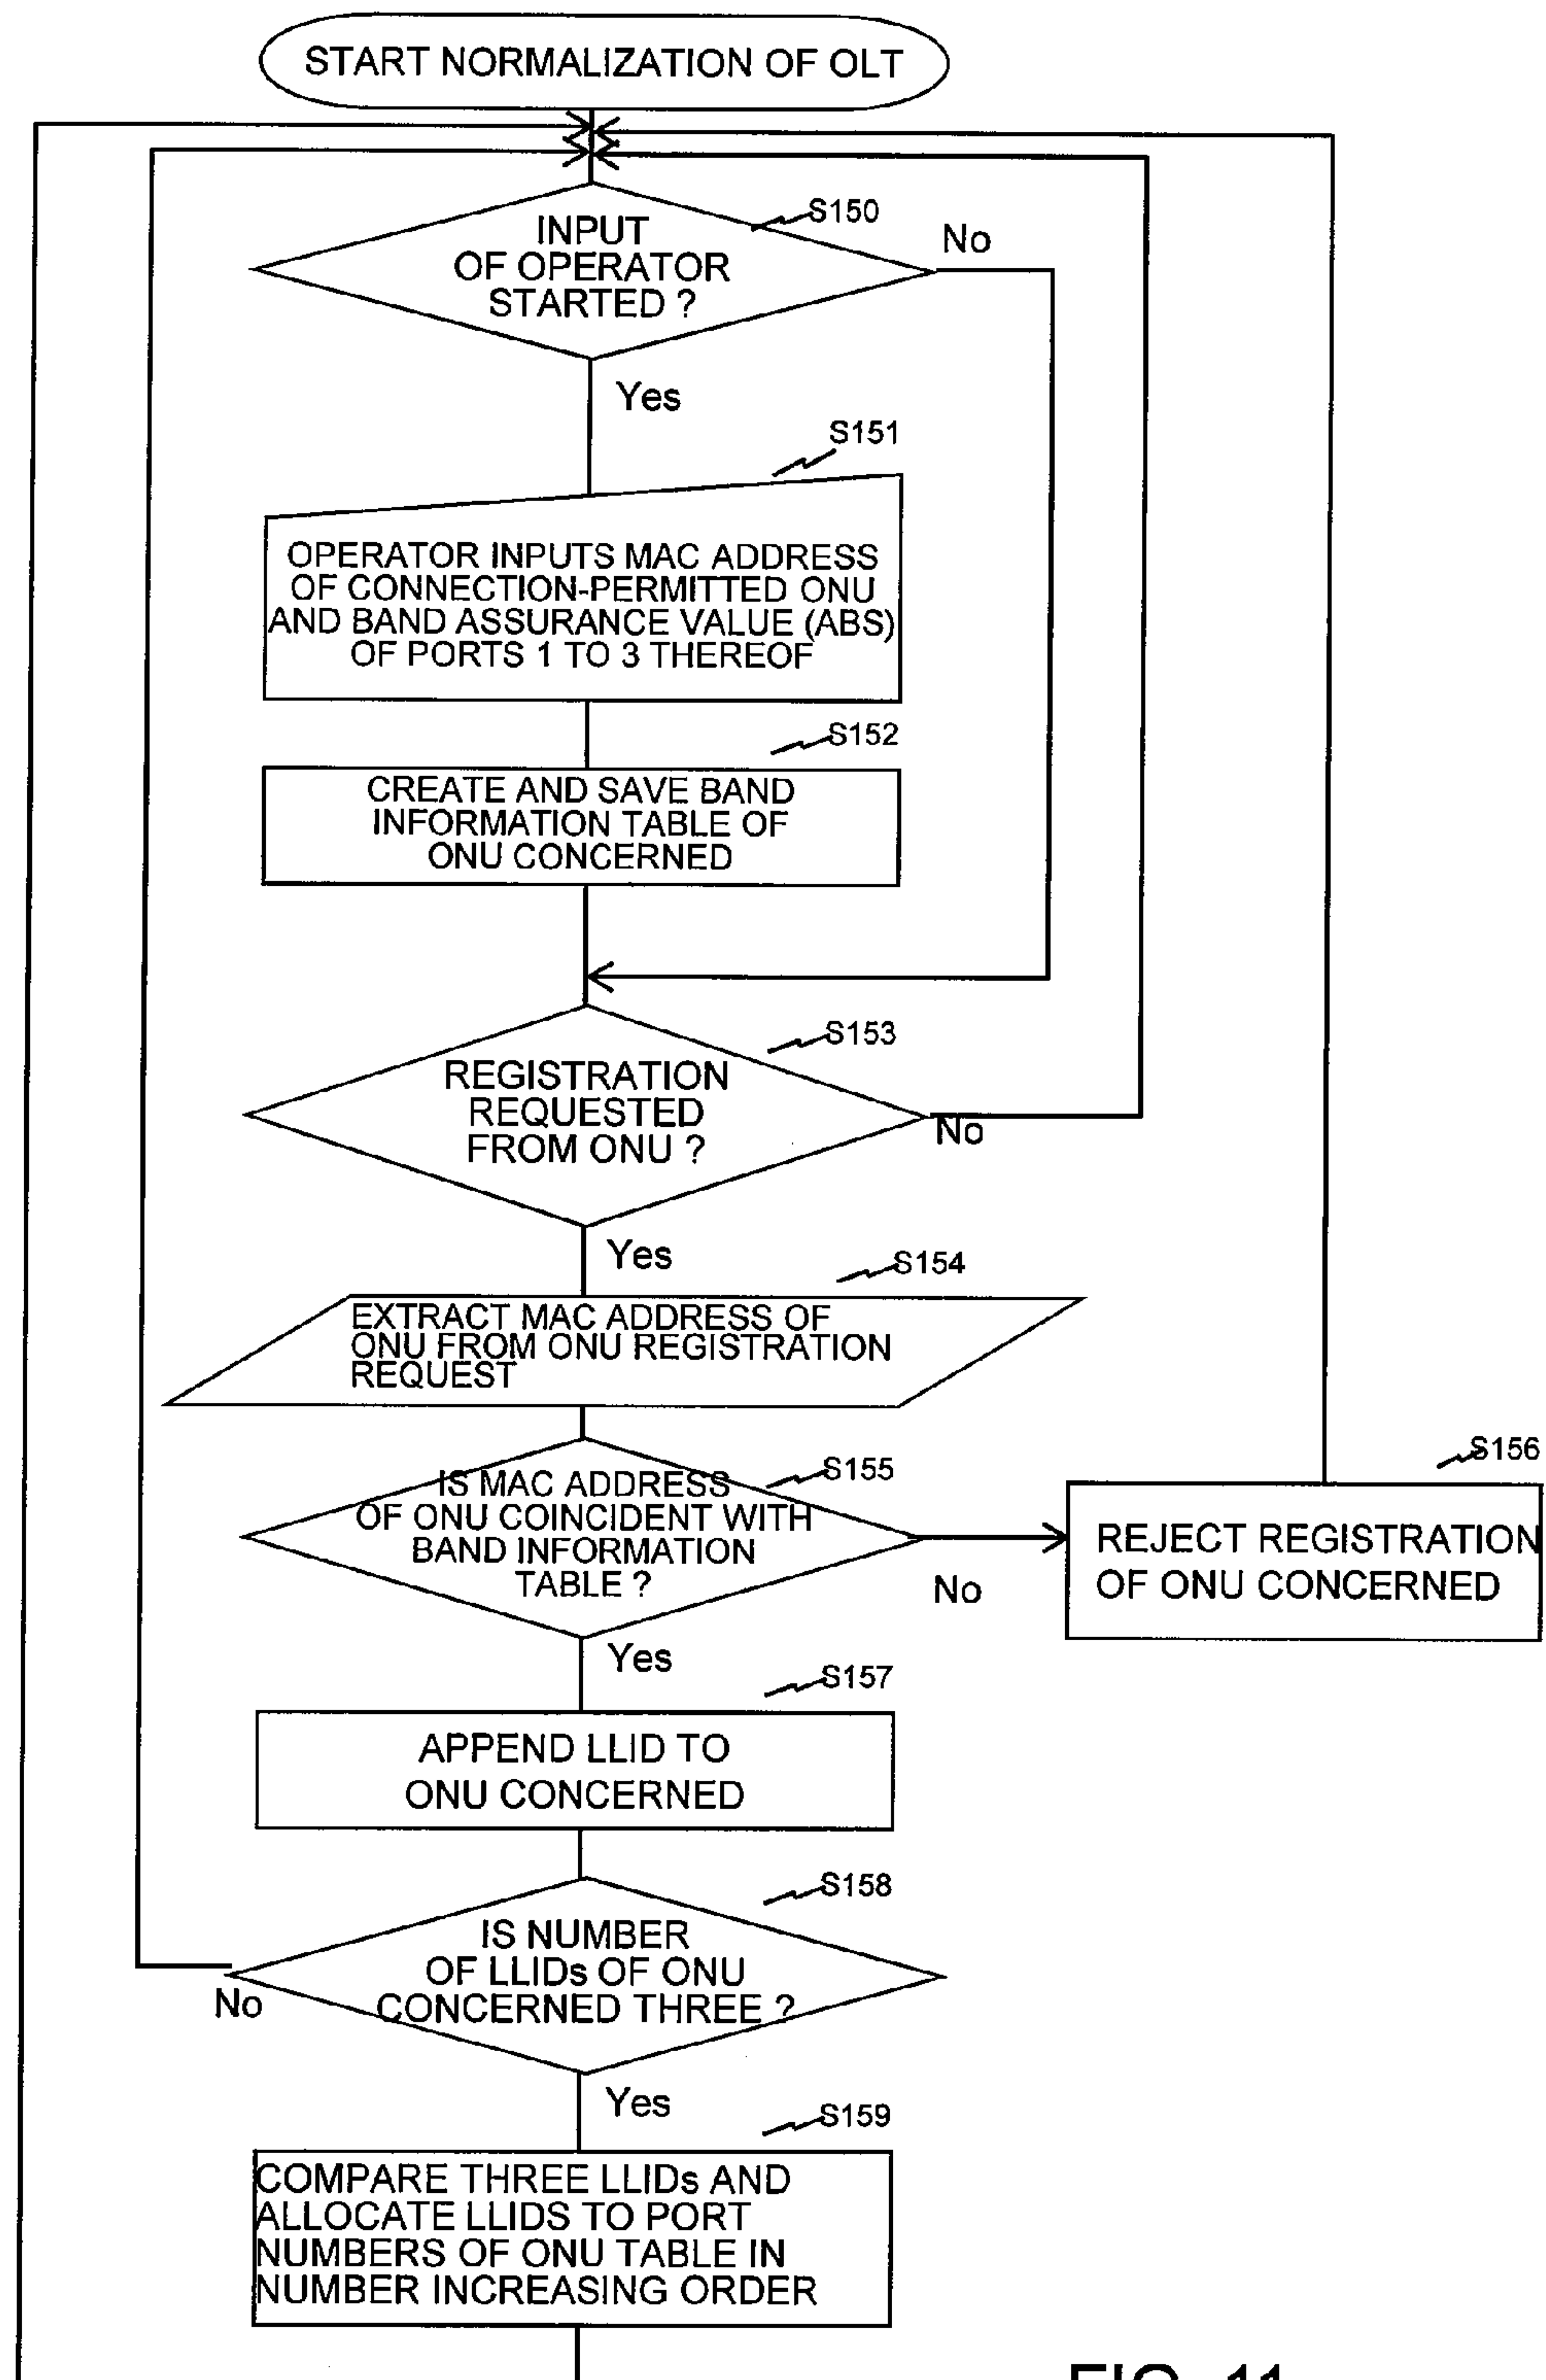 START NORMALIZATION OF OLT
S150
INPUT
OF OPERATOR
STARTED ?
No
Yes
S151
OPERATOR INPUTS MAC ADDRESS
OF CONNECTION-PERMITTED ONU
AND BAND ASSURANCE VALUE (ABS)
OF PORTS 1 TO 3 THEREOF
S152
CREATE AND SAVE BAND
INFORMATION TABLE OF
ONU CONCERNED
S153
REGISTRATION
REQUESTED
FROM ONU ?
No
Yes
S154
EXTRACT MAC ADDRESS OF
ONU FROM ONU REGISTRATION
REQUEST
S155
IS MAC ADDRESS
OF ONU COINCIDENT WITH
BAND INFORMATION
TABLE ?
No
S156
REJECT REGISTRATION
OF ONU CONCERNED
Yes
S157
APPEND LLID TO
ONU CONCERNED
S158
IS NUMBER
OF LLIDs OF ONU
CONCERNED THREE ?
No
Yes
S159
COMPARE THREE LLIDs AND
ALLOCATE LLIDS TO PORT
NUMBERS OF ONU TABLE IN
NUMBER INCREASING ORDER
FIG. 11